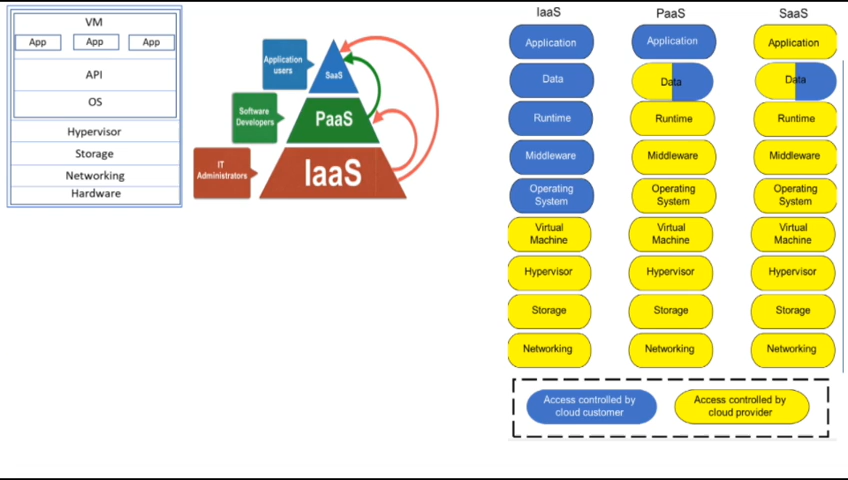 VM
App App App
API
OS
Hypervisor
Storage
Networking
Hardware
Application
users
SaaS
Software
Developers
PaaS
IT
Administrators
IaaS
IaaS PaaS SaaS
Application Application Application
Data Data Data
Runtime Runtime Runtime
Middleware Middleware Middleware
Operating
System
Operating
System
Operating
System
Virtual
Machine
Virtual
Machine
Virtual
Machine
Hypervisor Hypervisor Hypervisor
Storage Storage Storage
Networking Networking Networking
Access controlled by
cloud customer
Access controlled by
cloud provider